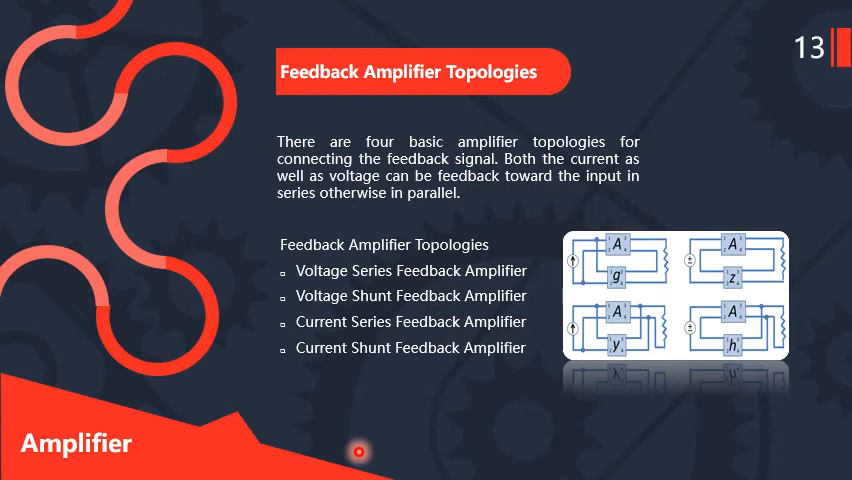 13
Feedback Amplifier Topologies
There are four basic amplifier topologies for
connecting the feedback signal. Both the current as
well as voltage can be feedback toward the input in
series otherwise in parallel.
Feedback Amplifier Topologies
Voltage Series Feedback Amplifier
Voltage Shunt Feedback Amplifier
Current Series Feedback Amplifier
Current Shunt Feedback Amplifier
A A
g z
A A
y h
Amplifier